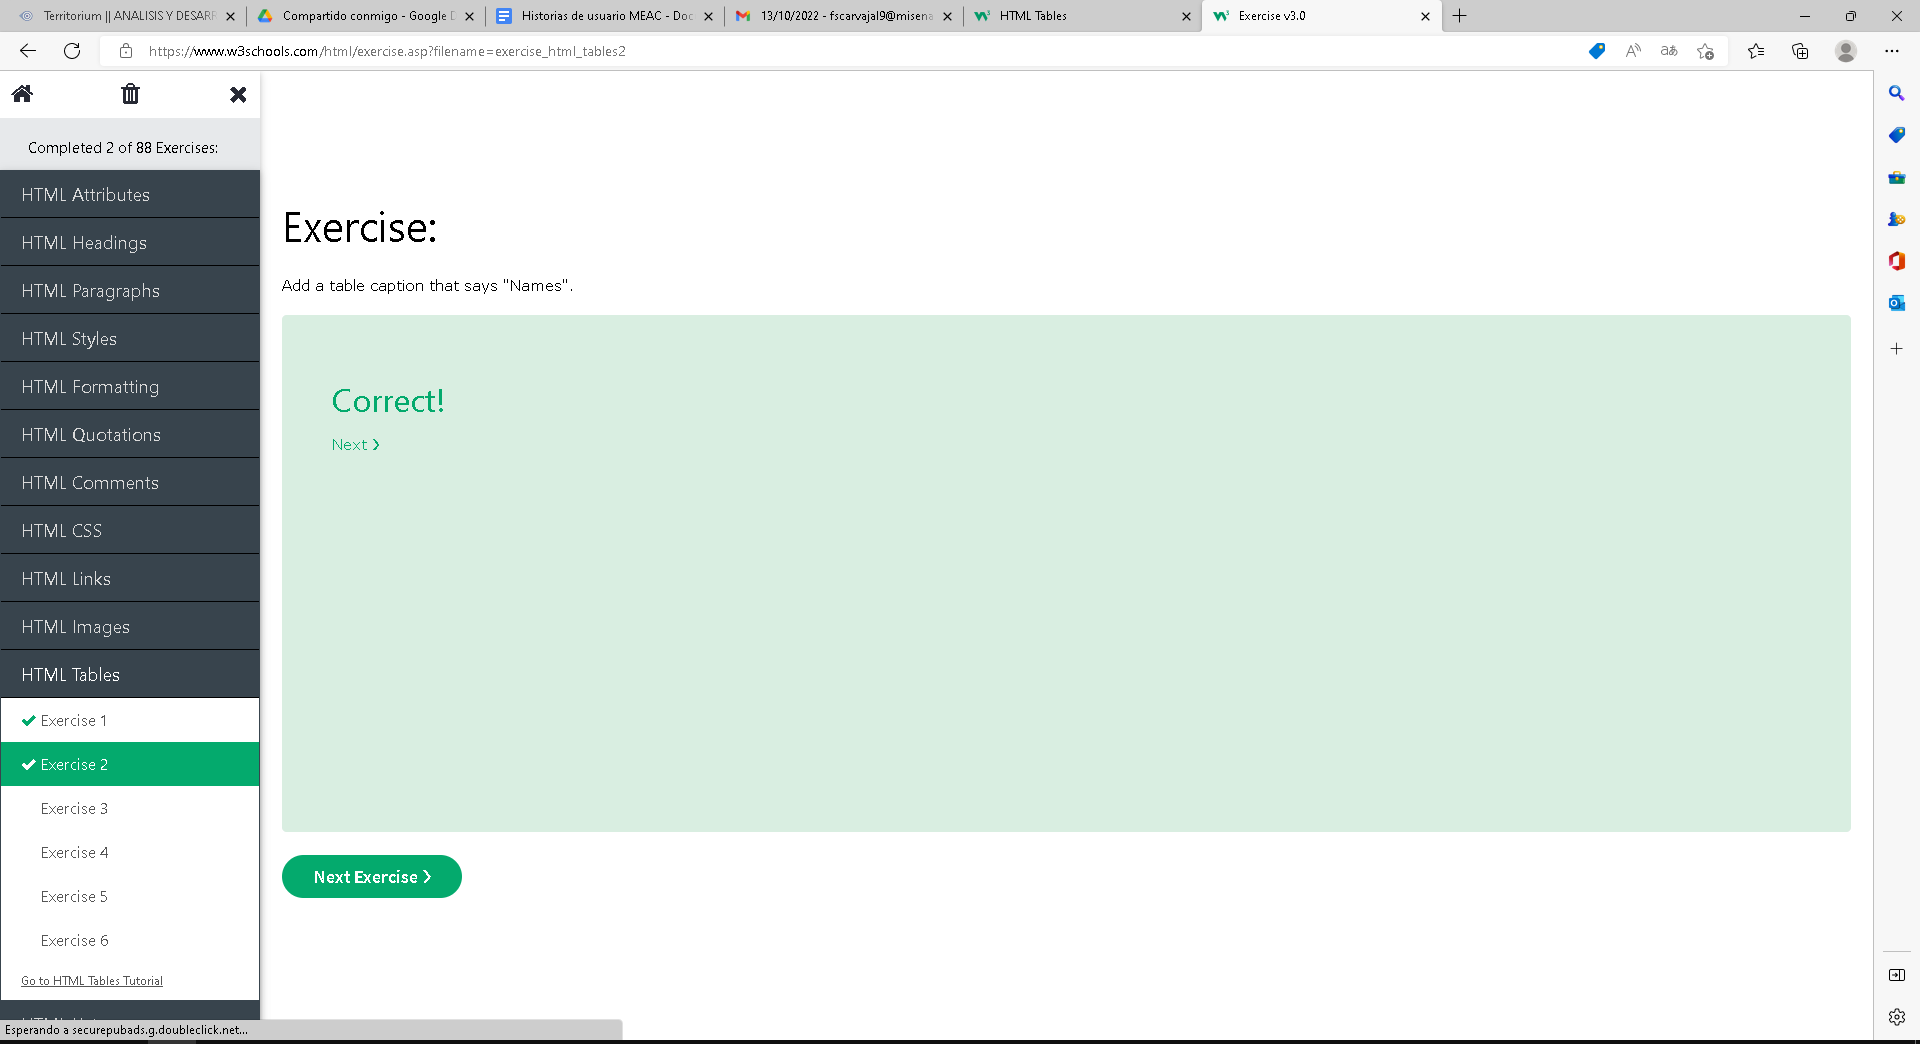 Territorium || ANALISIS Y DESARR
Compartido conmigo - Google D
Historias de usuario MEAC - Doc
13/10/2022 - fscarvajal9@misena
HTML Tables
Exercise v3.0
https://www.w3schools.com/html/exercise.asp?filename=exercise_html_tables2
Completed 2 of 88 Exercises:
HTML Attributes
HTML Headings
HTML Paragraphs
HTML Styles
HTML Formatting
HTML Quotations
HTML Comments
HTML CSS
HTML Links
HTML Images
HTML Tables
Exercise 1
Exercise 2
Exercise 3
Exercise 4
Exercise 5
Exercise 6
Go to HTML Tables Tutorial
Esperando a securepubads.g.doubleclick.net...
Exercise:
Add a table caption that says "Names".
Correct!
Next ❯
Next Exercise ❯